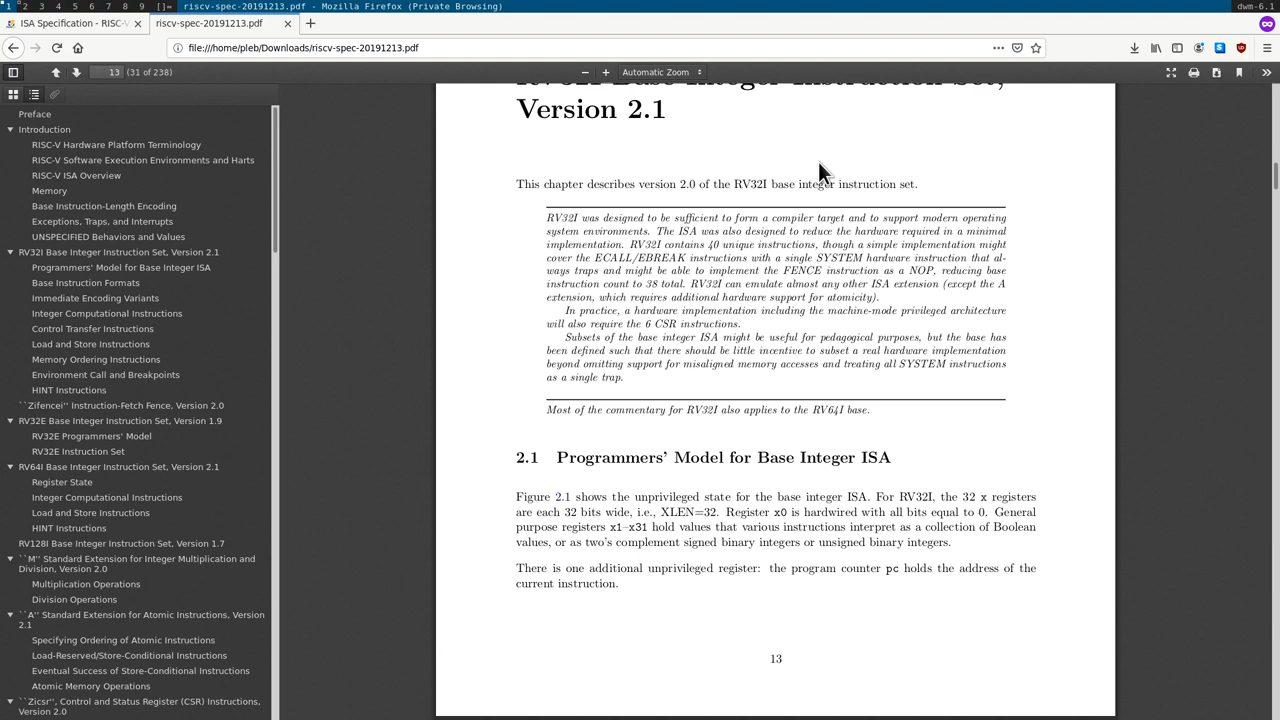 1 2 3 4 5 6 7 8 9 []= riscv-spec-20191213.pdf - Mozilla Firefox (Private Browsing) dwm-6.1
ISA Specification - RISC-V
riscv-spec-20191213.pdf
file:///home/pleb/Downloads/riscv-spec-20191213.pdf
13 (31 of 238)
Automatic Zoom
Preface
Introduction
RISC-V Hardware Platform Terminology
RISC-V Software Execution Environments and Harts
RISC-V ISA Overview
Memory
Base Instruction-Length Encoding
Exceptions, Traps, and Interrupts
UNSPECIFIED Behaviors and Values
RV32I Base Integer Instruction Set, Version 2.1
Programmers' Model for Base Integer ISA
Base Instruction Formats
Immediate Encoding Variants
Integer Computational Instructions
Control Transfer Instructions
Load and Store Instructions
Memory Ordering Instructions
Environment Call and Breakpoints
HINT Instructions
``Zifencei'' Instruction-Fetch Fence, Version 2.0
RV32E Base Integer Instruction Set, Version 1.9
RV32E Programmers' Model
RV32E Instruction Set
RV64I Base Integer Instruction Set, Version 2.1
Register State
Integer Computational Instructions
Load and Store Instructions
HINT Instructions
RV128I Base Integer Instruction Set, Version 1.7
``M'' Standard Extension for Integer Multiplication and
Division, Version 2.0
Multiplication Operations
Division Operations
``A'' Standard Extension for Atomic Instructions, Version
2.1
Specifying Ordering of Atomic Instructions
Load-Reserved/Store-Conditional Instructions
Eventual Success of Store-Conditional Instructions
Atomic Memory Operations
``Zicsr'', Control and Status Register (CSR) Instructions,
Version 2.0
RV32I Base Integer Instruction Set,
Version 2.1
This chapter describes version 2.0 of the RV32I base integer instruction set.
RV32I was designed to be sufficient to form a compiler target and to support modern operating
system environments. The ISA was also designed to reduce the hardware required in a minimal
implementation. RV32I contains 40 unique instructions, though a simple implementation might
cover the ECALL/EBREAK instructions with a single SYSTEM hardware instruction that al-
ways traps and might be able to implement the FENCE instruction as a NOP, reducing base
instruction count to 38 total. RV32I can emulate almost any other ISA extension (except the A
extension, which requires additional hardware support for atomicity).
In practice, a hardware implementation including the machine-mode privileged architecture
will also require the 6 CSR instructions.
Subsets of the base integer ISA might be useful for pedagogical purposes, but the base has
been defined such that there should be little incentive to subset a real hardware implementation
beyond omitting support for misaligned memory accesses and treating all SYSTEM instructions
as a single trap.
Most of the commentary for RV32I also applies to the RV64I base.
2.1 Programmers' Model for Base Integer ISA
Figure 2.1 shows the unprivileged state for the base integer ISA. For RV32I, the 32 x registers
are each 32 bits wide, i.e., XLEN=32. Register x0 is hardwired with all bits equal to 0. General
purpose registers x1–x31 hold values that various instructions interpret as a collection of Boolean
values, or as two's complement signed binary integers or unsigned binary integers.
There is one additional unprivileged register: the program counter pc holds the address of the
current instruction.
13